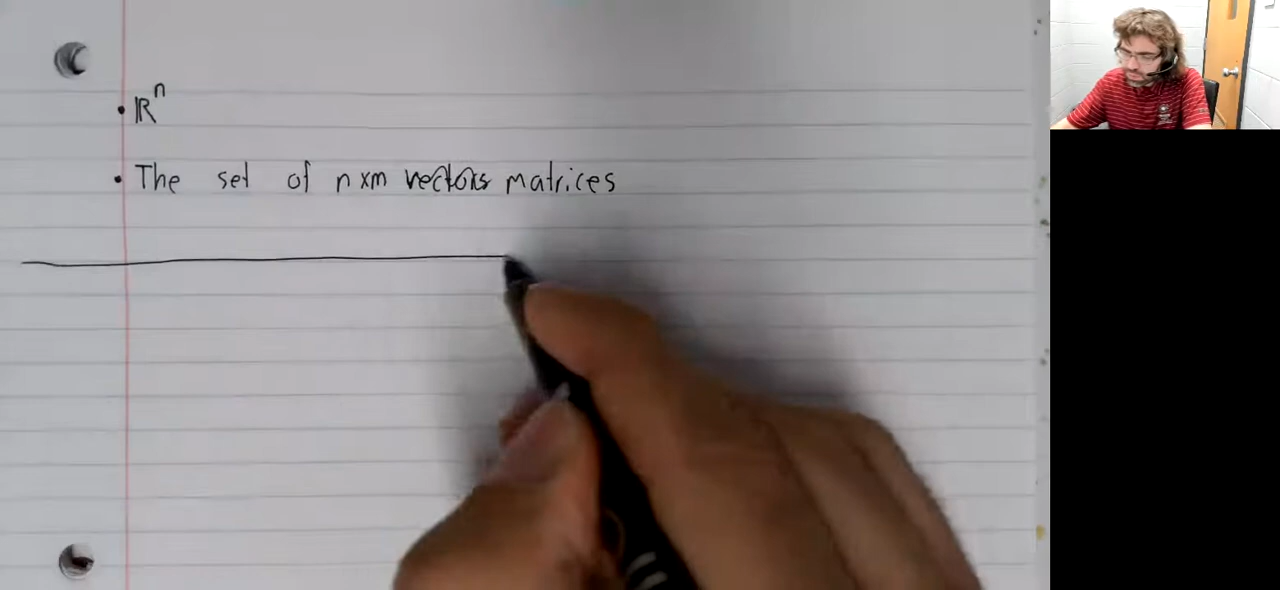 • ℝⁿ
• The set of n×m vectors matrices